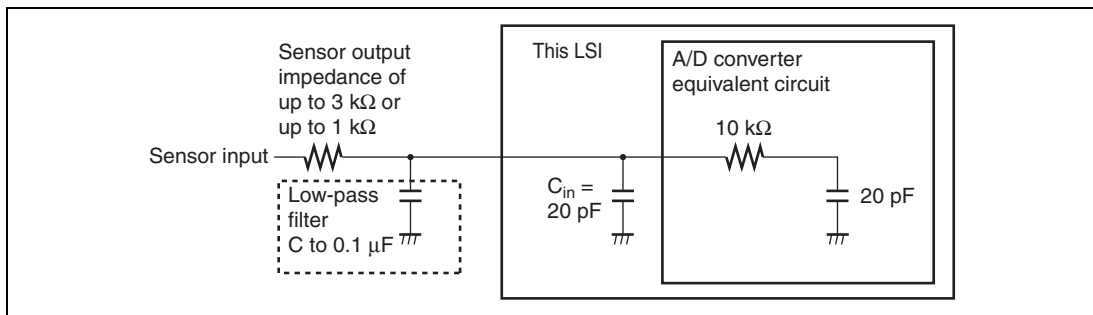 Sensor output
impedance of
up to 3 kΩ or
up to 1 kΩ
This LSI
A/D converter
equivalent circuit
10 kΩ
Sensor input
Low-pass
filter
C to 0.1 μF
Cin =
20 pF
20 pF